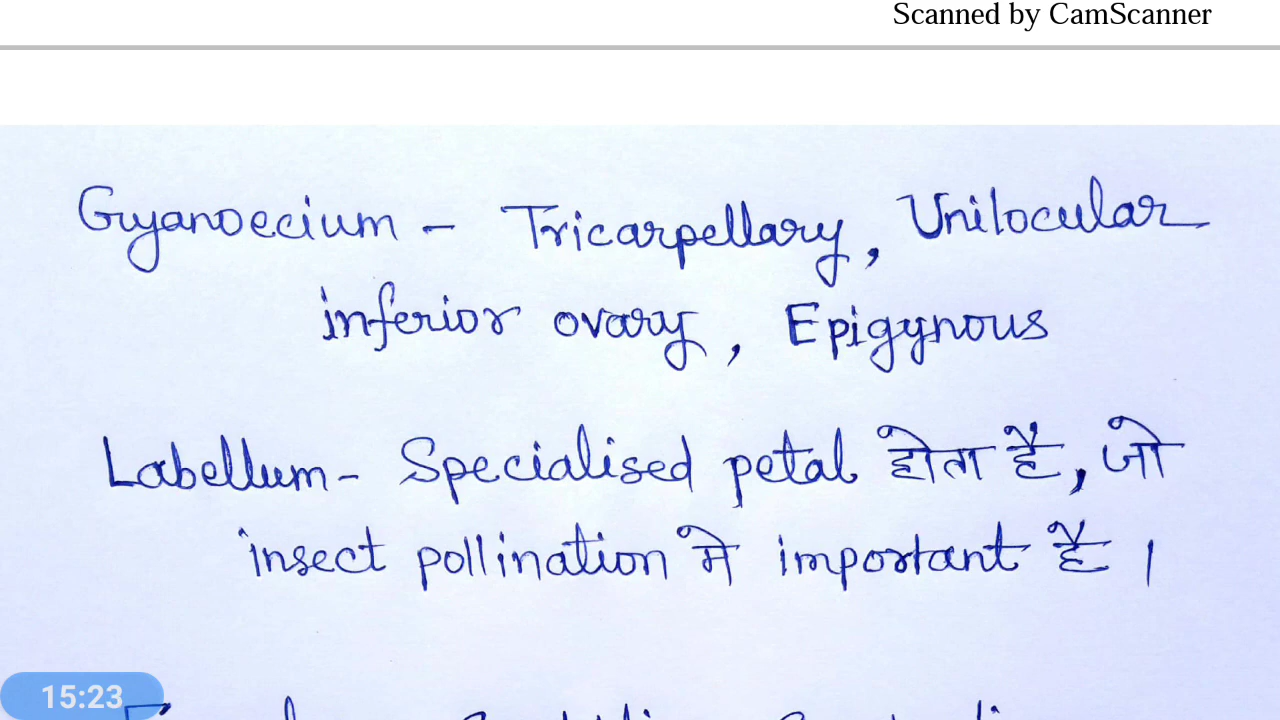 Scanned by CamScanner
Gyanoecium - Tricarpellary, Unilocular
inferior ovary, Epigynous
Labellum - Specialised petal होता है, जो
insect pollination मे important है ।
15:23